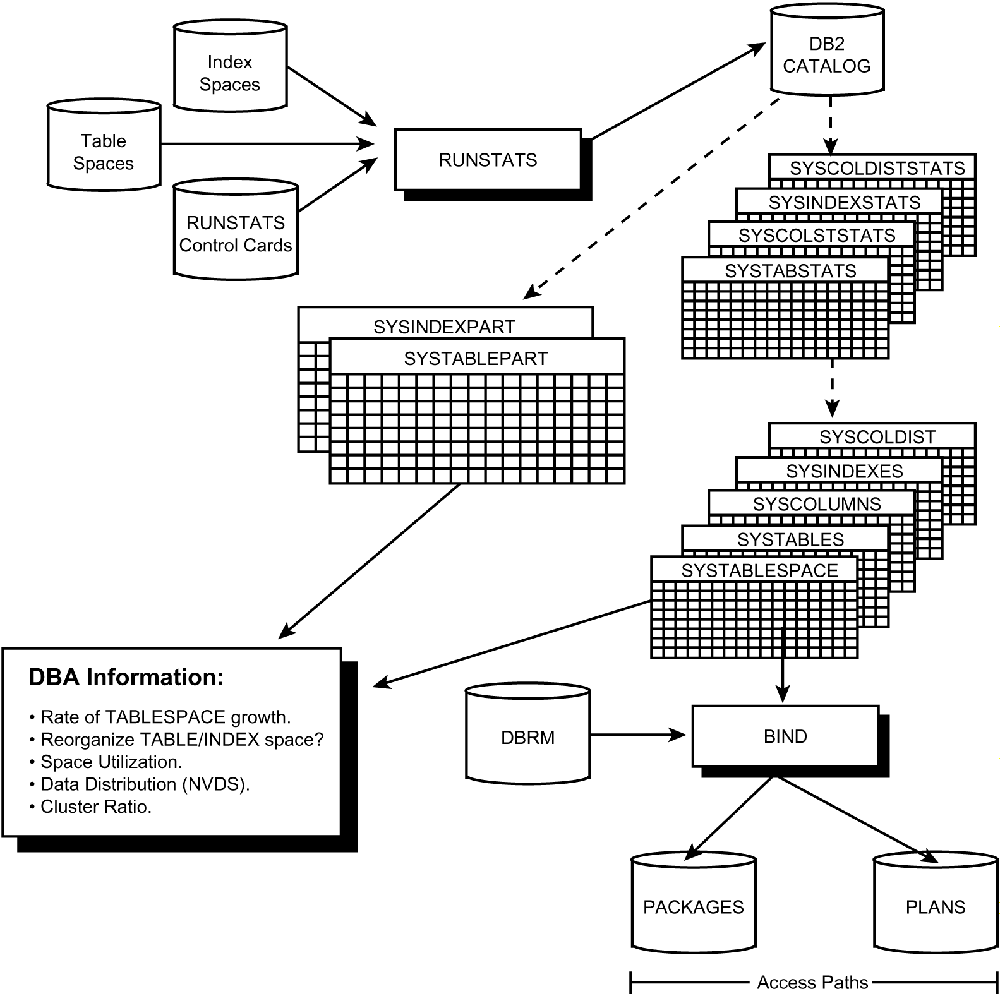 Index
Spaces
Table
Spaces
RUNSTATS
Control Cards
RUNSTATS
DB2
CATALOG
SYSCOLDISTSTATS
SYSINDEXSTATS
SYSCOLSTSTATS
SYSTABSTATS
SYSINDEXPART
SYSTABLEPART
SYSCOLDIST
SYSINDEXES
SYSCOLUMNS
SYSTABLES
SYSTABLESPACE
DBA Information:
• Rate of TABLESPACE growth.
• Reorganize TABLE/INDEX space?
• Space Utilization.
• Data Distribution (NVDS).
• Cluster Ratio.
DBRM
BIND
PACKAGES
PLANS
Access Paths